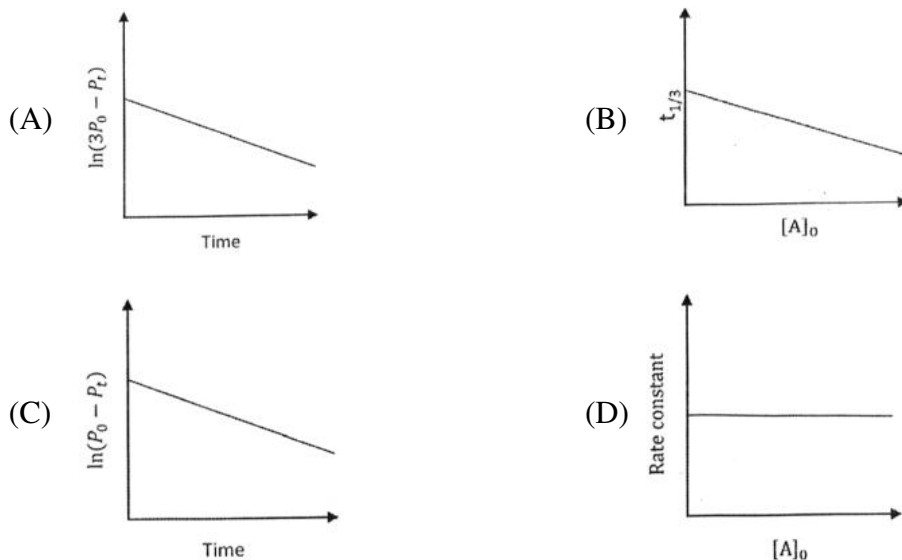 (A)
ln(3P₀ − Pₜ)
Time
(B)
t₁/₃
[A]₀
(C)
ln(P₀ − Pₜ)
Time
(D)
Rate constant
[A]₀